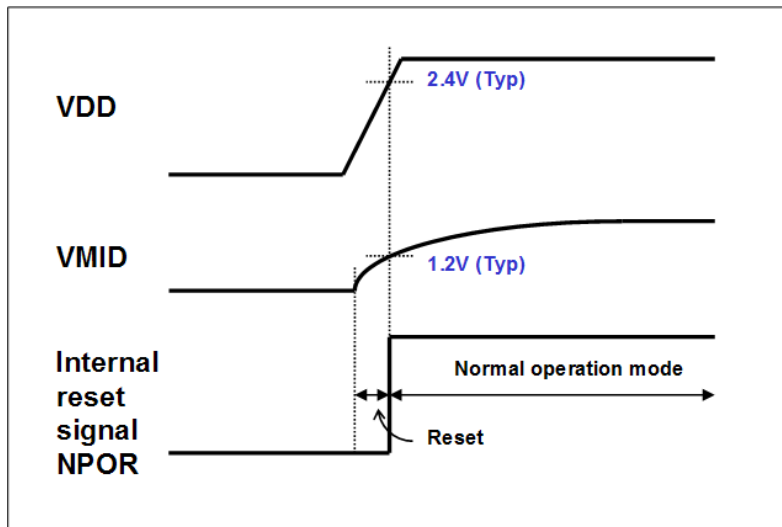 VDD
2.4V (Typ)
VMID
1.2V (Typ)
Internal
reset
signal
NPOR
Normal operation mode
Reset